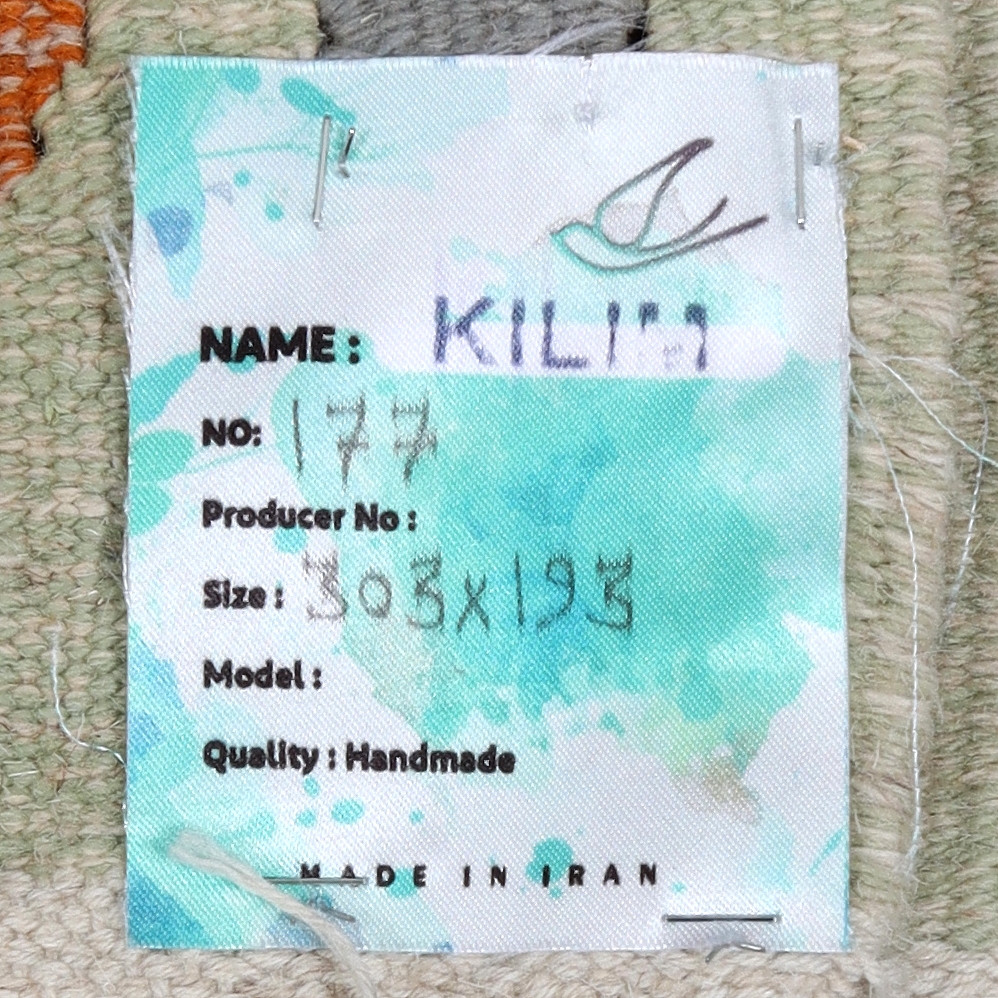 NAME: KILIM
NO: 177
Producer No:
Size: 303x193
Model:
Quality: Handmade
MADE IN IRAN